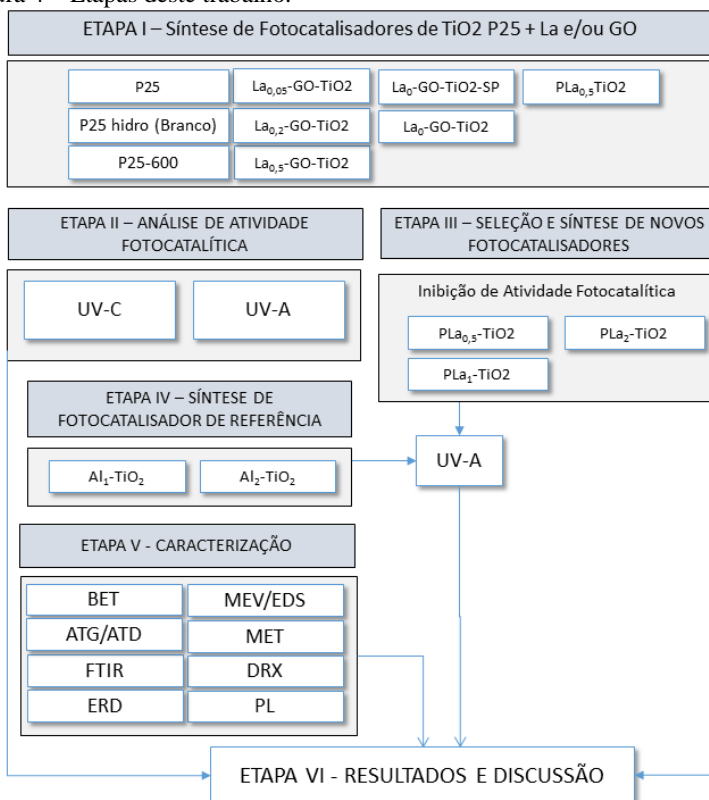 Etapas deste trabalho.
ETAPA I – Síntese de Fotocatalisadores de TiO2 P25 + La e/ou GO
P25
La0,05-GO-TiO2
La0-GO-TiO2-SP
PLa0,5TiO2
P25 hidro (Branco)
La0,2-GO-TiO2
La0-GO-TiO2
P25-600
La0,5-GO-TiO2
ETAPA II – ANÁLISE DE ATIVIDADE
FOTOCATALÍTICA
UV-C
UV-A
ETAPA III – SELEÇÃO E SÍNTESE DE NOVOS
FOTOCATALISADORES
Inibição de Atividade Fotocatalítica
PLa0,5-TiO2
PLa2-TiO2
PLa1-TiO2
ETAPA IV – SÍNTESE DE
FOTOCATALISADOR DE REFERÊNCIA
Al1-TiO2
Al2-TiO2
UV-A
ETAPA V - CARACTERIZAÇÃO
BET
MEV/EDS
ATG/ATD
MET
FTIR
DRX
ERD
PL
ETAPA VI - RESULTADOS E DISCUSSÃO